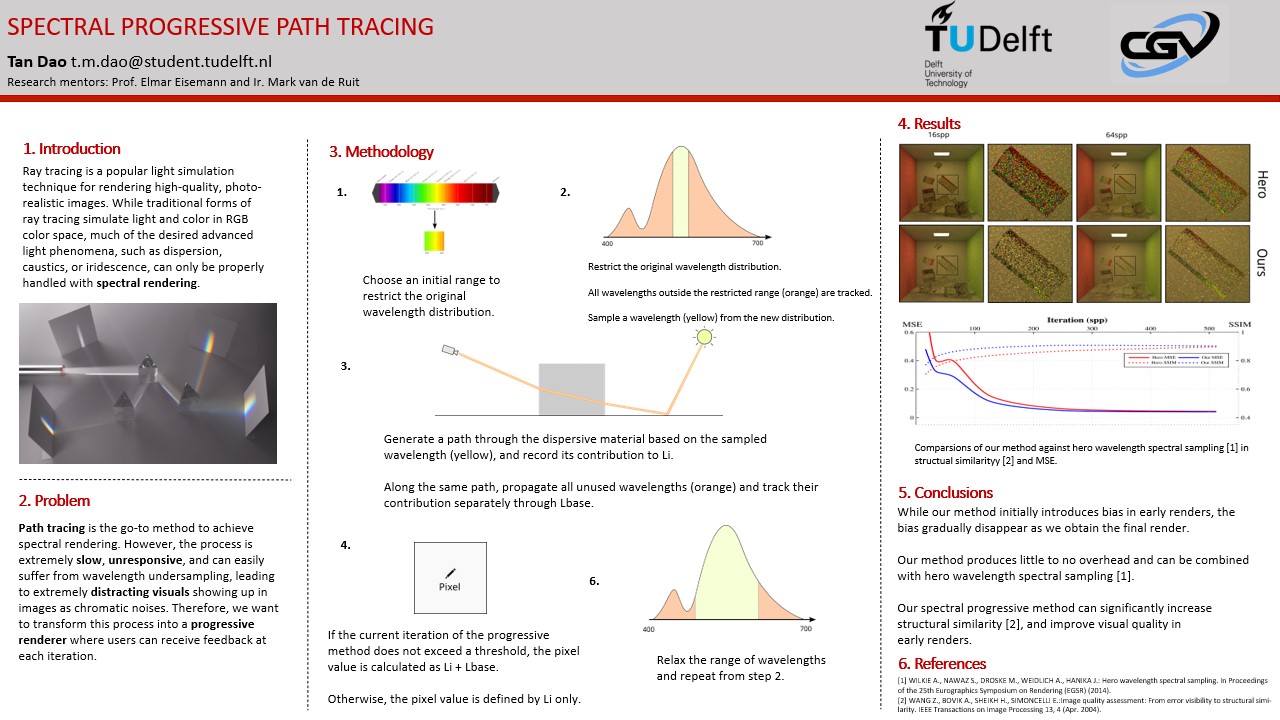 SPECTRAL PROGRESSIVE PATH TRACING
Tan Dao t.m.dao@student.tudelft.nl
Research mentors: Prof. Elmar Eisemann and Ir. Mark van de Ruit
TU Delft
Delft
University of
Technology
CGV
1. Introduction
Ray tracing is a popular light simulation
technique for rendering high-quality, photo-
realistic images. While traditional forms of
ray tracing simulate light and color in RGB
color space, much of the desired advanced
light phenomena, such as dispersion,
caustics, or iridescence, can only be properly
handled with spectral rendering.
2. Problem
Path tracing is the go-to method to achieve
spectral rendering. However, the process is
extremely slow, unresponsive, and can easily
suffer from wavelength undersampling, leading
to extremely distracting visuals showing up in
images as chromatic noises. Therefore, we want
to transform this process into a progressive
renderer where users can receive feedback at
each iteration.
3. Methodology
1.
Choose an initial range to
restrict the original
wavelength distribution.
2.
400 700
Restrict the original wavelength distribution.
All wavelengths outside the restricted range (orange) are tracked.
Sample a wavelength (yellow) from the new distribution.
3.
Generate a path through the dispersive material based on the sampled
wavelength (yellow), and record its contribution to Li.
Along the same path, propagate all unused wavelengths (orange) and track their
contribution separately through Lbase.
4.
Pixel
If the current iteration of the progressive
method does not exceed a threshold, the pixel
value is calculated as Li + Lbase.
Otherwise, the pixel value is defined by Li only.
6.
400 700
Relax the range of wavelengths
and repeat from step 2.
4. Results
16spp 64spp
Hero
Ours
Iteration (spp)
MSE SSIM
100 200 300 400 500
0.6 1
0.4 0.8
0.2 0.6
0 0.4
Hero MSE Our MSE
Hero SSIM Our SSIM
Comparsions of our method against hero wavelength spectral sampling [1] in
structual similarityy [2] and MSE.
5. Conclusions
While our method initially introduces bias in early renders, the
bias gradually disappear as we obtain the final render.
Our method produces little to no overhead and can be combined
with hero wavelength spectral sampling [1].
Our spectral progressive method can significantly increase
structural similarity [2], and improve visual quality in
early renders.
6. References
[1] WILKIE A., NAWAZ S., DROSKE M., WEIDLICH A., HANIKA J.: Hero wavelength spectral sampling. In Proceedings
of the 25th Eurographics Symposium on Rendering (EGSR) (2014).
[2] WANG Z., BOVIK A., SHEIKH H., SIMONCELLI E.:Image quality assessment: From error visibility to structural simi-
larity. IEEE Transactions on Image Processing 13, 4 (Apr. 2004).